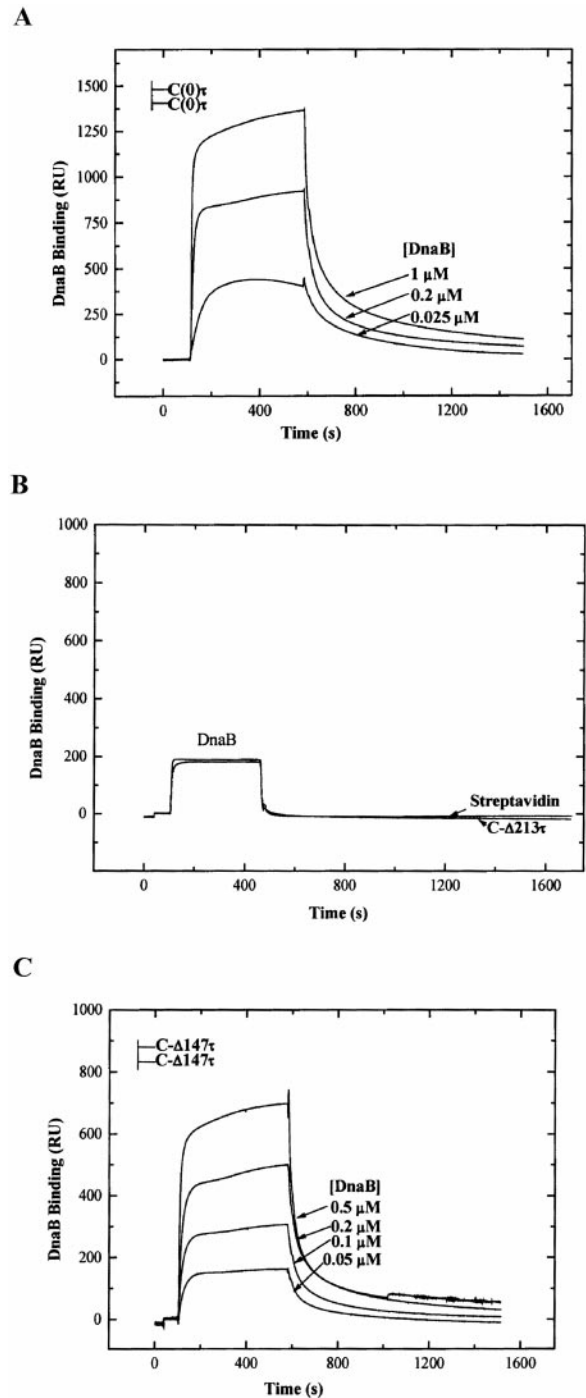 A
1500
1250
1000
750
500
250
0
DnaB Binding (RU)
C(0)τ
C(0)τ
[DnaB]
1 μM
0.2 μM
0.025 μM
0 400 800 1200 1600
Time (s)
B
1000
800
600
400
200
0
DnaB Binding (RU)
DnaB
Streptavidin
C-Δ213τ
0 400 800 1200 1600
Time (s)
C
1000
800
600
400
200
0
DnaB Binding (RU)
C-Δ147τ
C-Δ147τ
[DnaB]
0.5 μM
0.2 μM
0.1 μM
0.05 μM
0 400 800 1200 1600
Time (s)